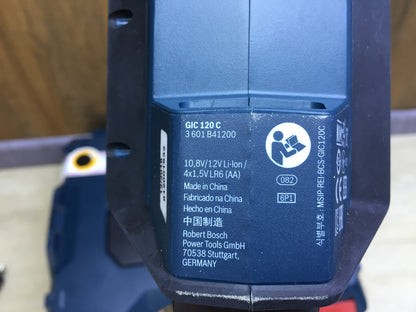 GIC 120 C
3 601 B41200
10,8V/12V Li-Ion /
4x1,5V LR6 (AA)
Made in China
Fabricado na China
Hecho en China
中国制造
Robert Bosch
Power Tools GmbH
70538 Stuttgart,
GERMANY
082
6P1
식별부호 : MSIP-REI-BCS-GIC120C